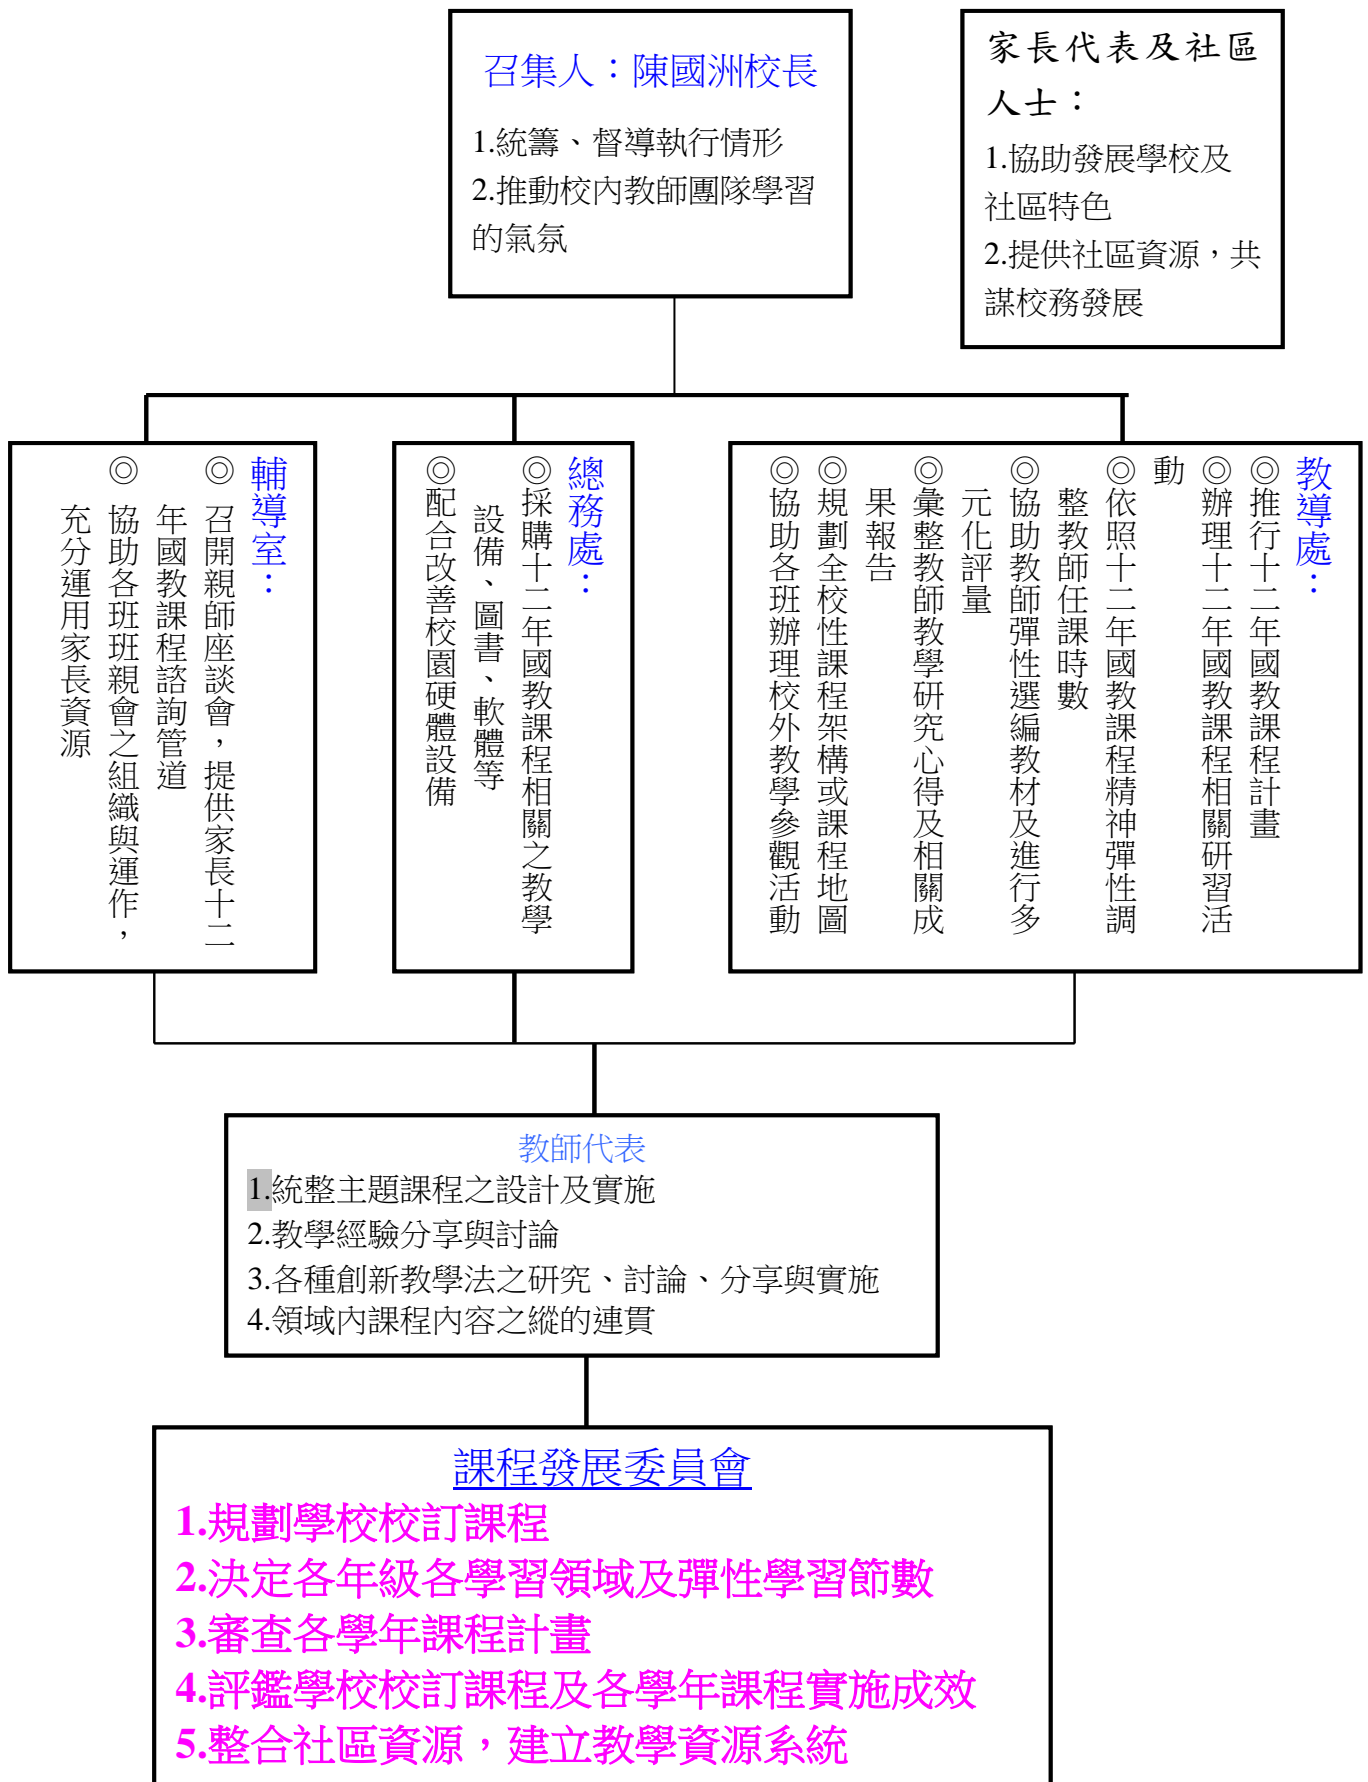 召集人：陳國洲校長
1.統籌、督導執行情形
2.推動校內教師團隊學習
的氣氛
家長代表及社區
人士：
1.協助發展學校及
社區特色
2.提供社區資源，共
謀校務發展
教導處：
◎推行十二年國教課程計畫
◎辦理十二年國教課程相關研習活
動
◎依照十二年國教課程精神彈性調
整教師任課時數
◎協助教師彈性選編教材及進行多
元化評量
◎彙整教師教學研究心得及相關成
果報告
◎規劃全校性課程架構或課程地圖
◎協助各班辦理校外教學參觀活動
總務處：
◎採購十二年國教課程相關之教學
設備、圖書、軟體等
◎配合改善校園硬體設備
輔導室：
◎ 召開親師座談會，提供家長十二
年國教課程諮詢管道
◎ 協助各班班親會之組織與運作，
充分運用家長資源
教師代表
1.統整主題課程之設計及實施
2.教學經驗分享與討論
3.各種創新教學法之研究、討論、分享與實施
4.領域內課程內容之縱的連貫
課程發展委員會
1.規劃學校校訂課程
2.決定各年級各學習領域及彈性學習節數
3.審查各學年課程計畫
4.評鑑學校校訂課程及各學年課程實施成效
5.整合社區資源，建立教學資源系統